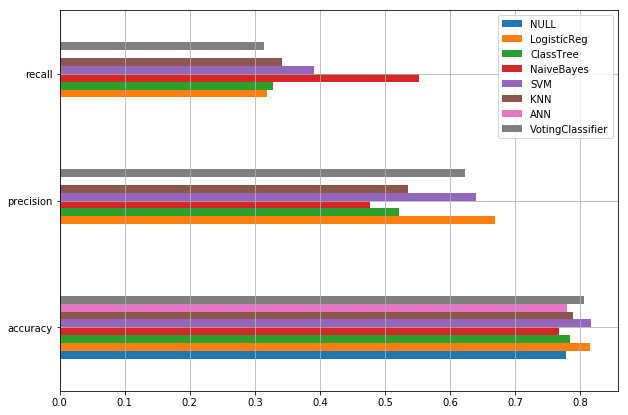 NULL
LogisticReg
ClassTree
NaiveBayes
SVM
KNN
ANN
VotingClassifier
recall
precision
accuracy
0.0 0.1 0.2 0.3 0.4 0.5 0.6 0.7 0.8